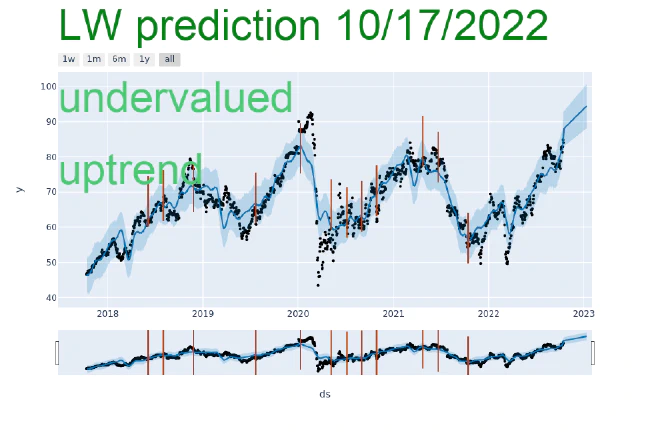 LW prediction 10/17/2022
1w 1m 6m 1y all
100
undervalued
90
80
uptrend
70
y
60
50
40
2018 2019 2020 2021 2022 2023
ds